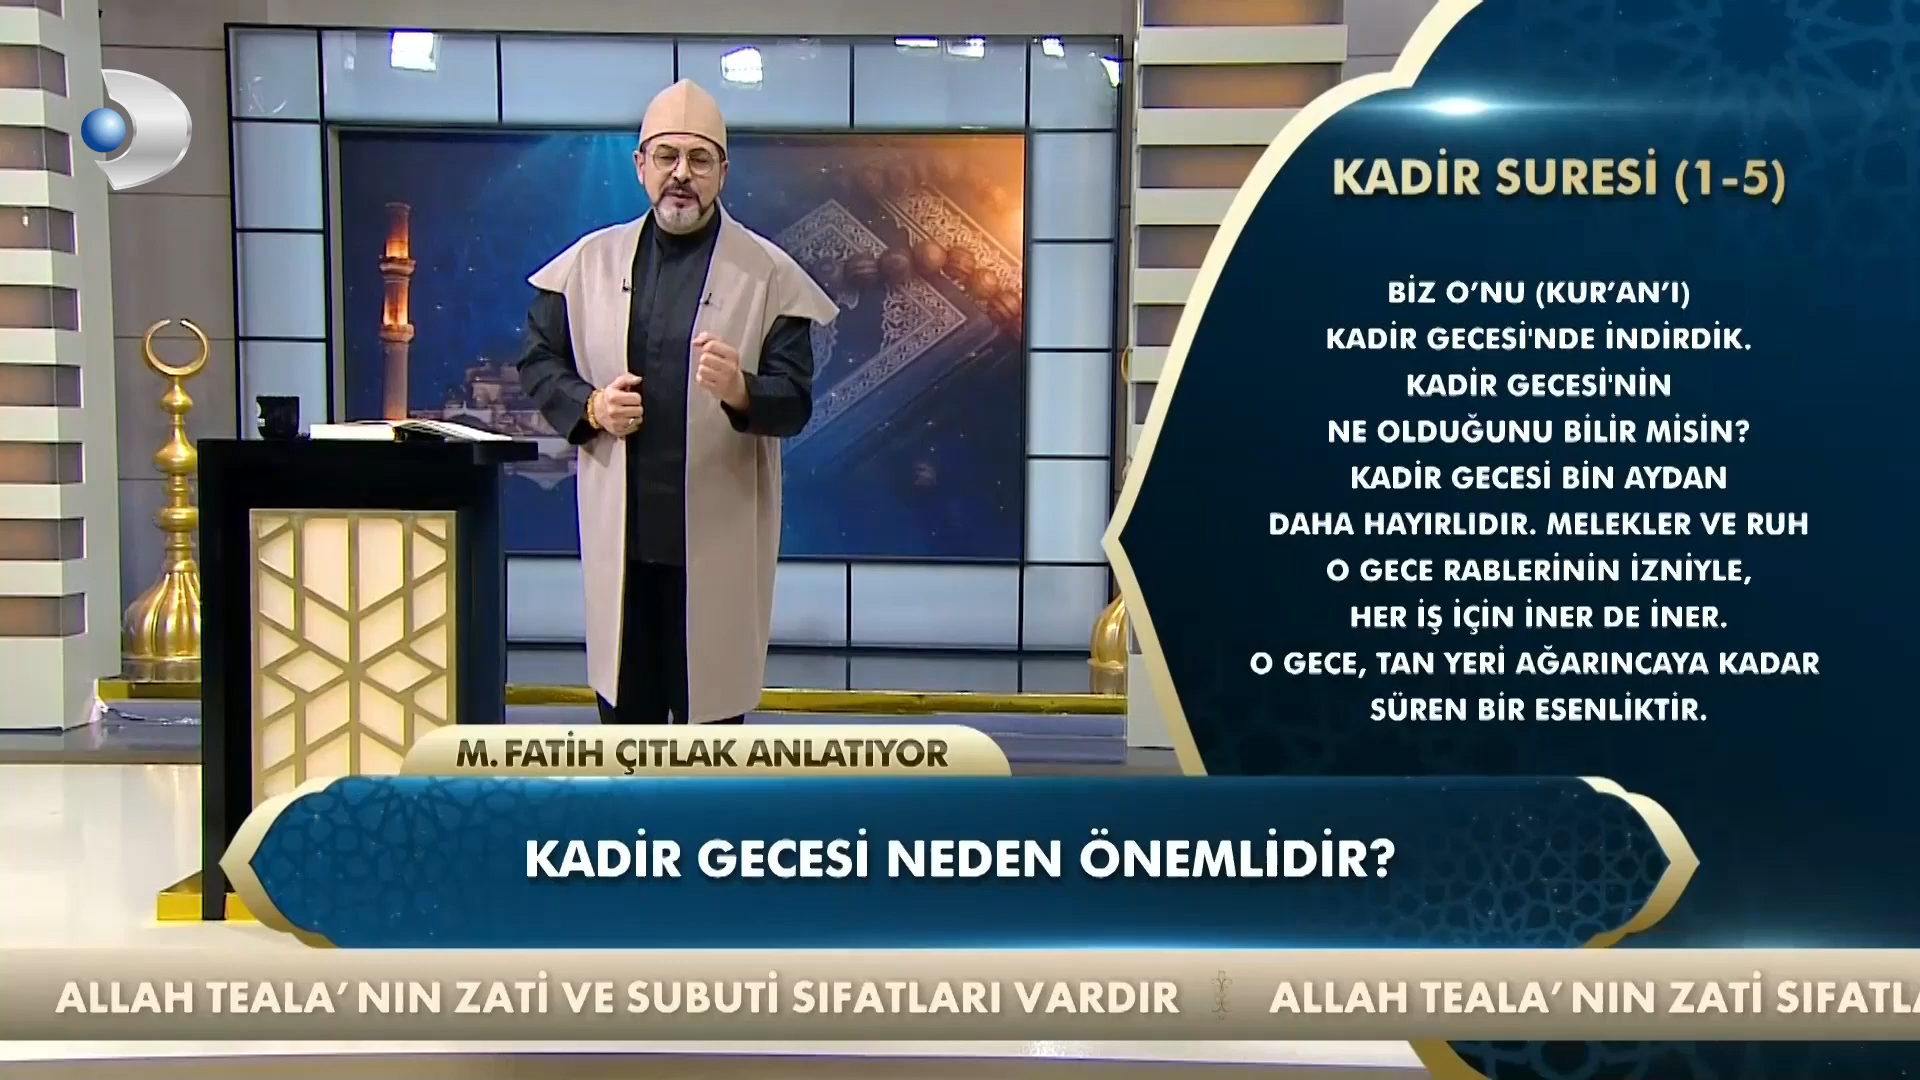 KADİR SURESİ (1-5)
BİZ O’NU (KUR’AN’I)
KADİR GECESİ'NDE İNDİRDİK.
KADİR GECESİ'NİN
NE OLDUĞUNU BİLİR MİSİN?
KADİR GECESİ BİN AYDAN
DAHA HAYIRLIDIR. MELEKLER VE RUH
O GECE RABLERİNİN İZNİYLE,
HER İŞ İÇİN İNER DE İNER.
O GECE, TAN YERİ AĞARINCAYA KADAR
SÜREN BİR ESENLİKTİR.
M. FATİH ÇITLAK ANLATIYOR
KADİR GECESİ NEDEN ÖNEMLİDİR?
ALLAH TEALA’NIN ZATİ VE SUBUTİ SIFATLARI VARDIR ALLAH TEALA’NIN ZATİ SIFATLA